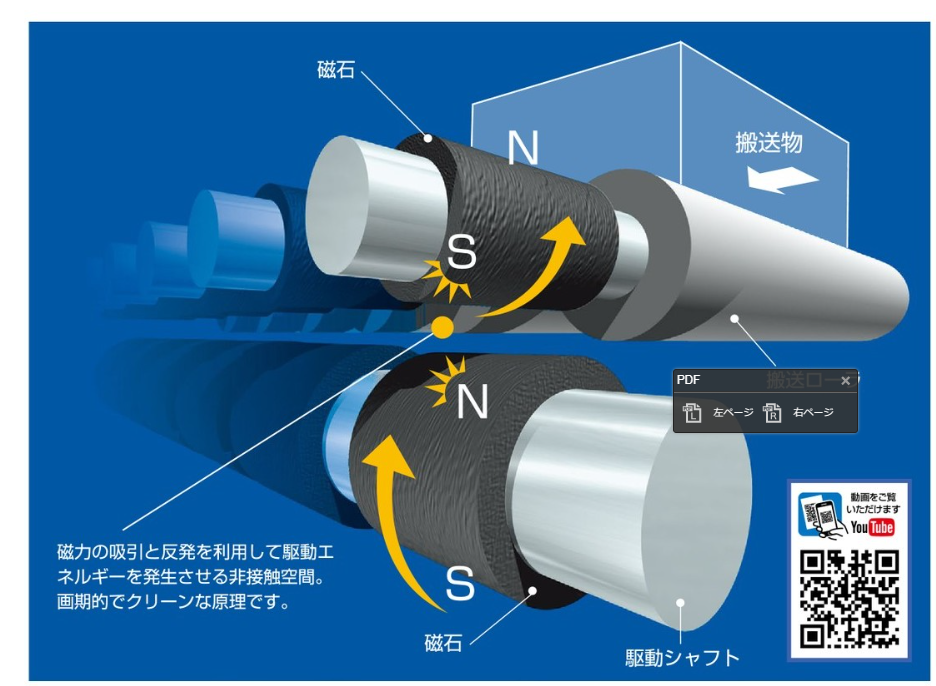 磁石
N
搬送物
S
PDF
左ページ
右ページ
N
磁力の吸引と反発を利用して駆動エ
ネルギーを発生させる非接触空間。
画期的でクリーンな原理です。
S
磁石
駆動シャフト
動画をご覧
いただけます
YouTube